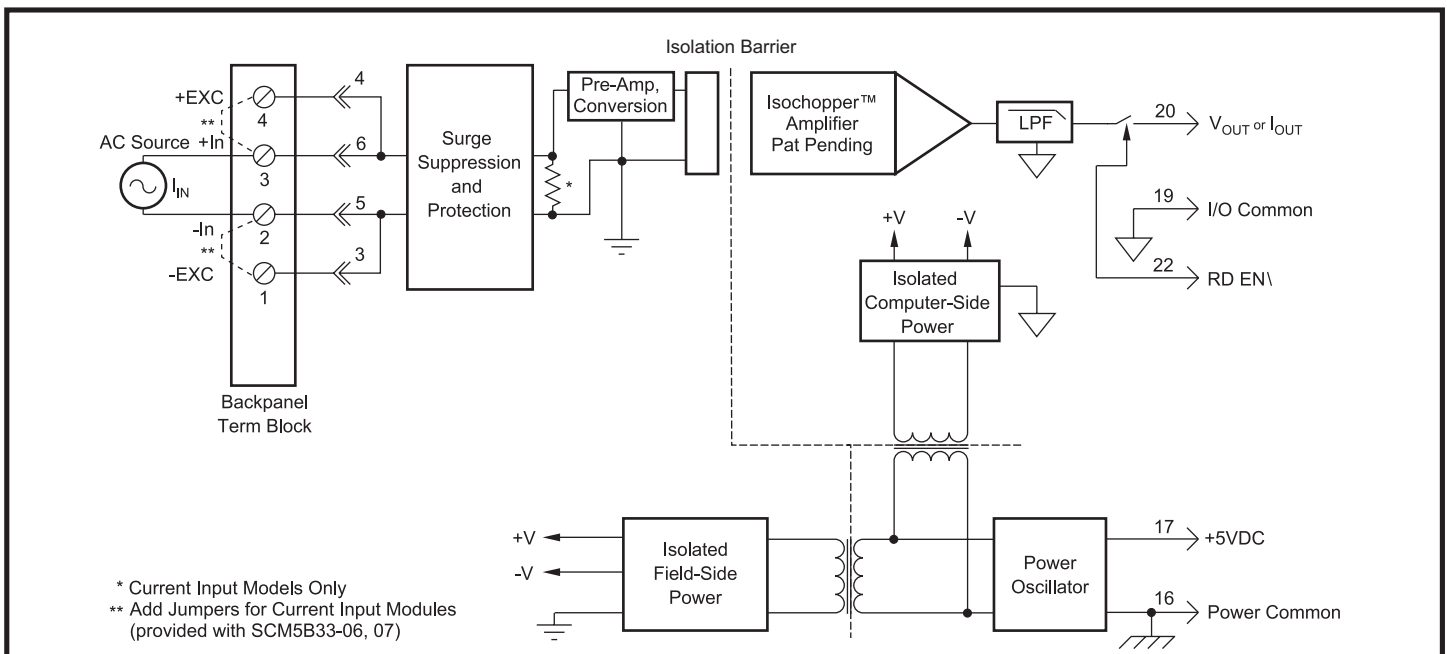 Isolation Barrier
+EXC
**
4
4
AC Source
+In
3
6
I_IN
-In
2
5
**
-EXC
1
3
Backpanel
Term Block
Surge
Suppression
and
Protection
*
Pre-Amp,
Conversion
Isochopper™
Amplifier
Pat Pending
LPF
20
V_OUT or I_OUT
19
I/O Common
22
RD EN\
+V
-V
Isolated
Computer-Side
Power
+V
-V
Isolated
Field-Side
Power
Power
Oscillator
17
+5VDC
16
Power Common
* Current Input Models Only
** Add Jumpers for Current Input Modules
(provided with SCM5B33-06, 07)